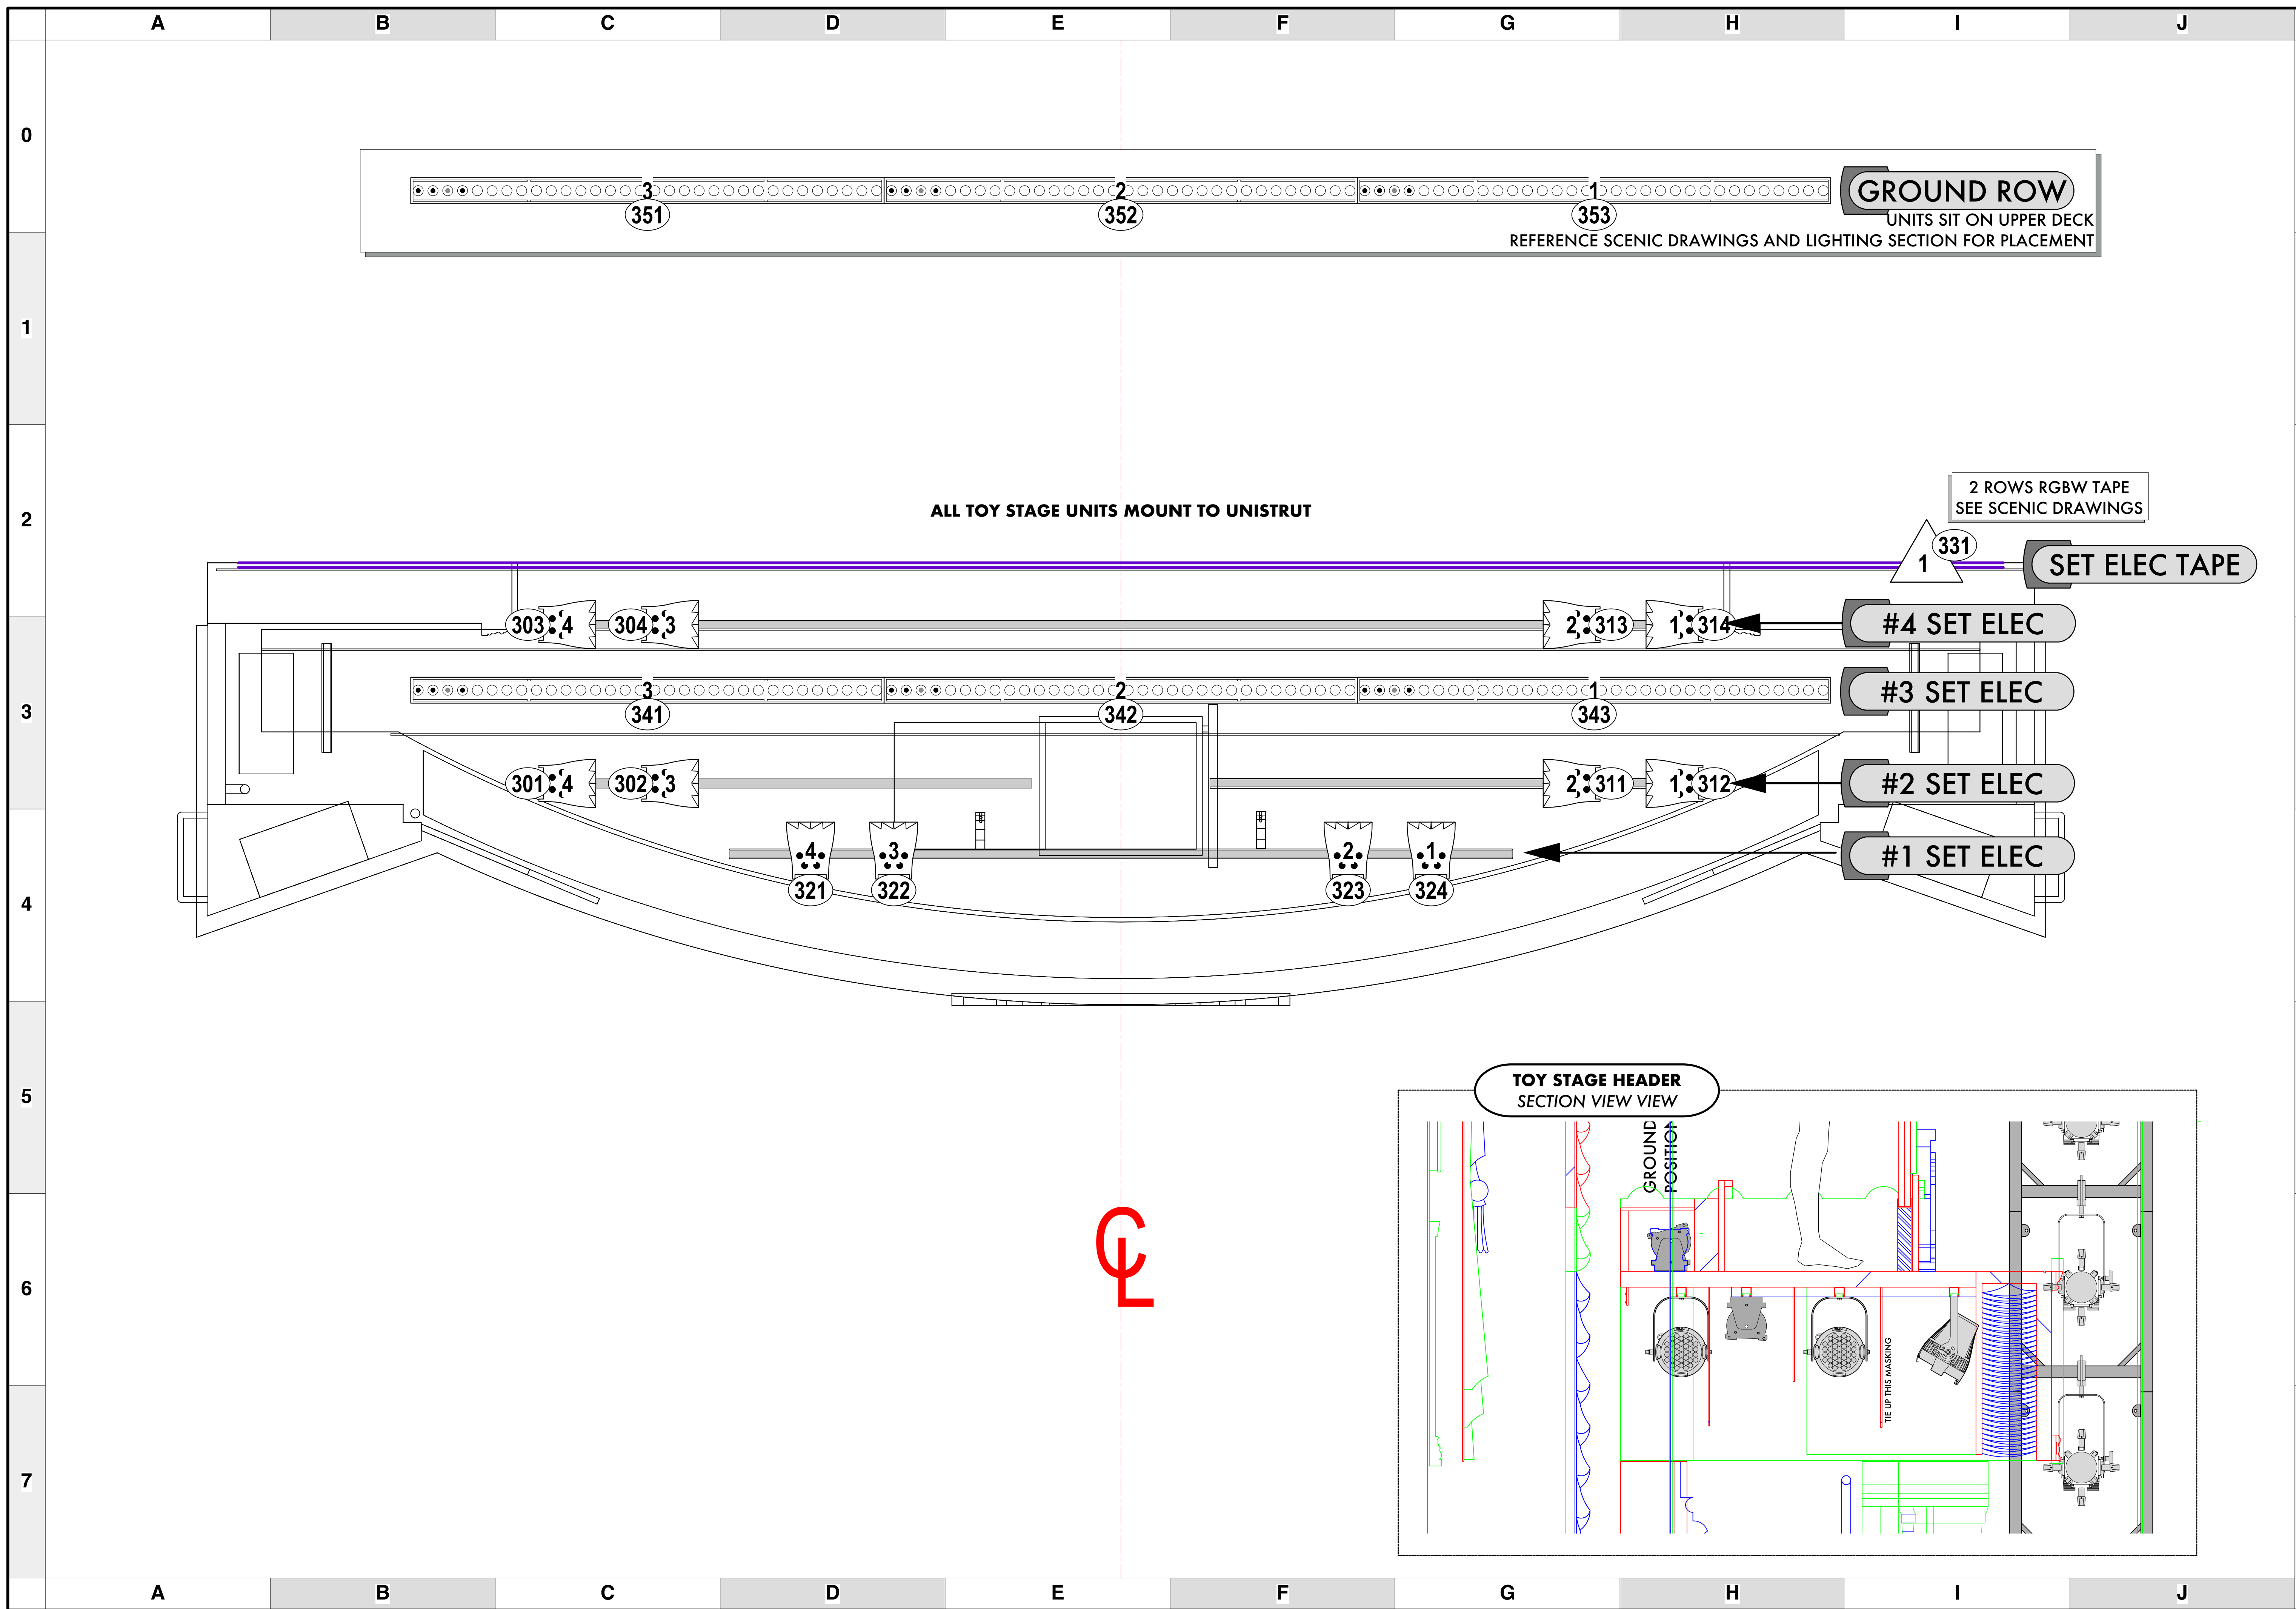 A B C D E F G H I J
0
3 2 1 GROUND ROW
351 352 353
UNITS SIT ON UPPER DECK
REFERENCE SCENIC DRAWINGS AND LIGHTING SECTION FOR PLACEMENT
1
2
2 ROWS RGBW TAPE
SEE SCENIC DRAWINGS
ALL TOY STAGE UNITS MOUNT TO UNISTRUT
331
1
SET ELEC TAPE
303 4 304 3 2 313 1 314 #4 SET ELEC
3
3 2 1 #3 SET ELEC
341 342 343
301 4 302 3 2 311 1 312 #2 SET ELEC
4 3 2 1 #1 SET ELEC
321 322 323 324
4
5
TOY STAGE HEADER
SECTION VIEW VIEW
GROUND
POSITION
CL
6
TIE UP THIS MASKING
7
A B C D E F G H I J